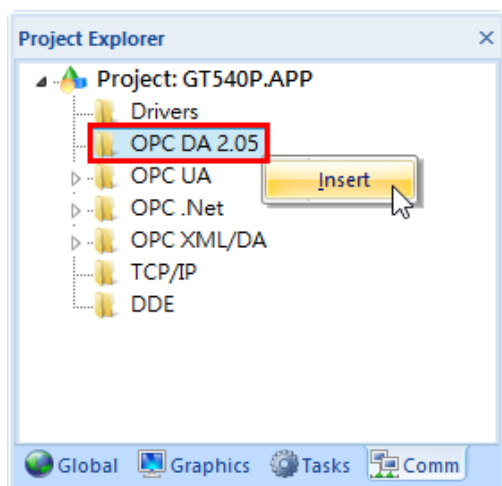 Project Explorer
Project: GT540P.APP
Drivers
OPC DA 2.05
OPC UA
Insert
OPC .Net
OPC XML/DA
TCP/IP
DDE
Global Graphics Tasks Comm